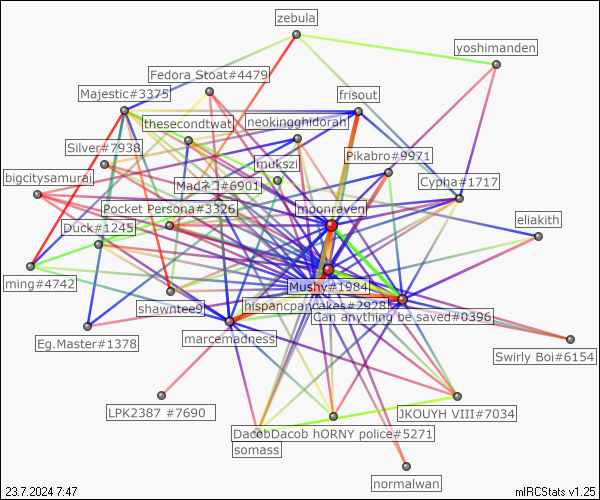 zebula
yoshimanden
Fedora Stoat#4479
Majestic#3375
frisout
thesecondtwat
neokingghidorah
Silver#7938
Pikabro#9971
mukszi
bigcitysamurai
Cypha#1717
Madネコ#6901
Pocket Persona#3326
moonraven
Duck#1245
eliakith
ming#4742
Mushy#1984
shawntee9
hispancpancakes#2928
Can anything be saved#0396
marcemadness
Eg.Master#1378
Swirly Boi#6154
LPK2387 #7690
JKOUYH VIII#7034
DacobDacob hORNY police#5271
somass
normalwan
23.7.2024 7:47
mIRCStats v1.25